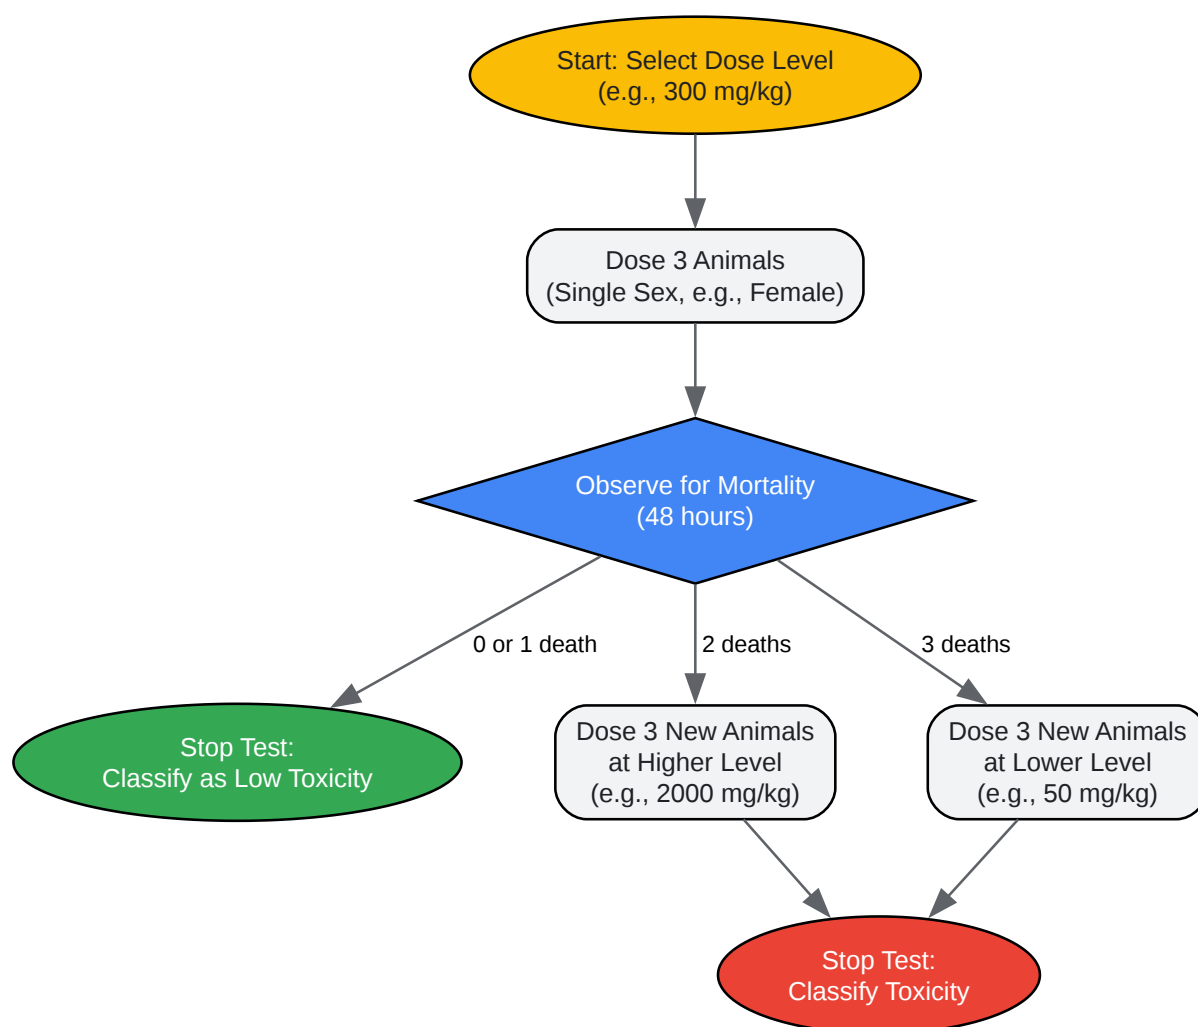 Start: Select Dose Level
(e.g., 300 mg/kg)
Dose 3 Animals
(Single Sex, e.g., Female)
Observe for Mortality
(48 hours)
0 or 1 death
2 deaths
3 deaths
Stop Test:
Classify as Low Toxicity
Dose 3 New Animals
at Higher Level
(e.g., 2000 mg/kg)
Dose 3 New Animals
at Lower Level
(e.g., 50 mg/kg)
Stop Test:
Classify Toxicity